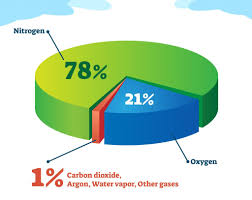 Nitrogen
78%
21%
Oxygen
1% Carbon dioxide,
Argon, Water vapor, Other gases